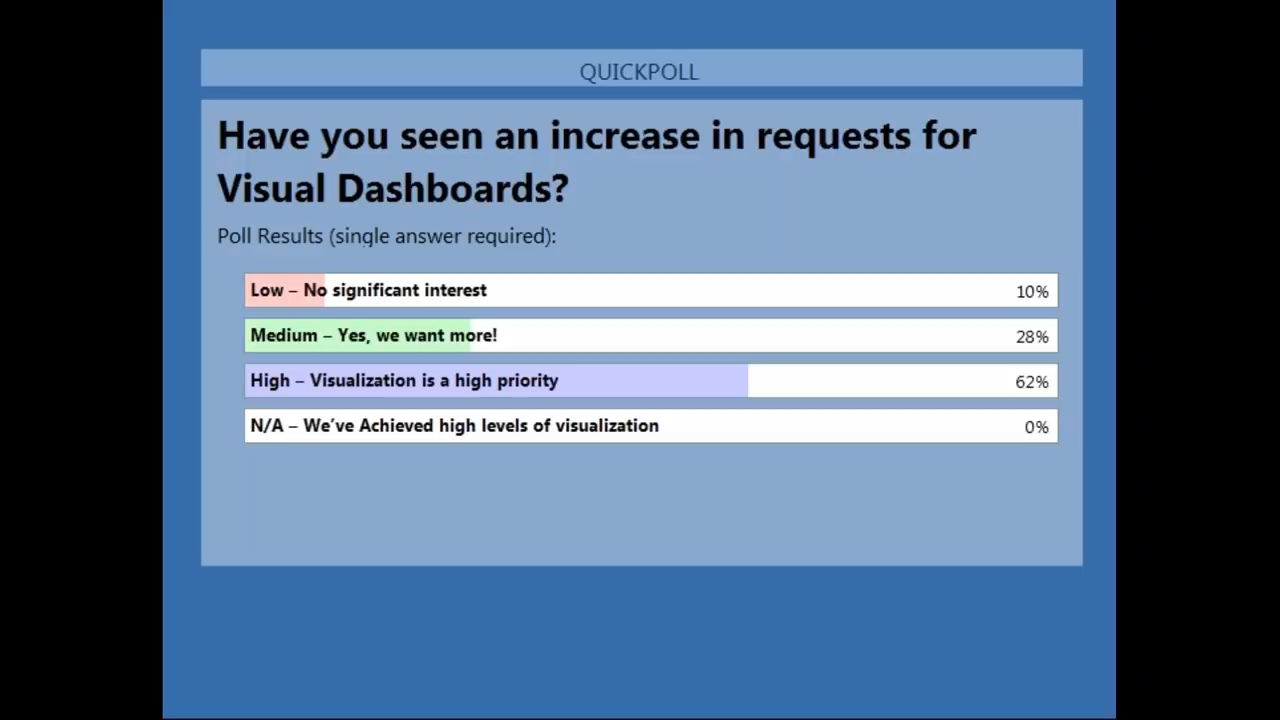 QUICKPOLL
Have you seen an increase in requests for
Visual Dashboards?
Poll Results (single answer required):
Low – No significant interest 10%
Medium – Yes, we want more! 28%
High – Visualization is a high priority 62%
N/A – We’ve Achieved high levels of visualization 0%